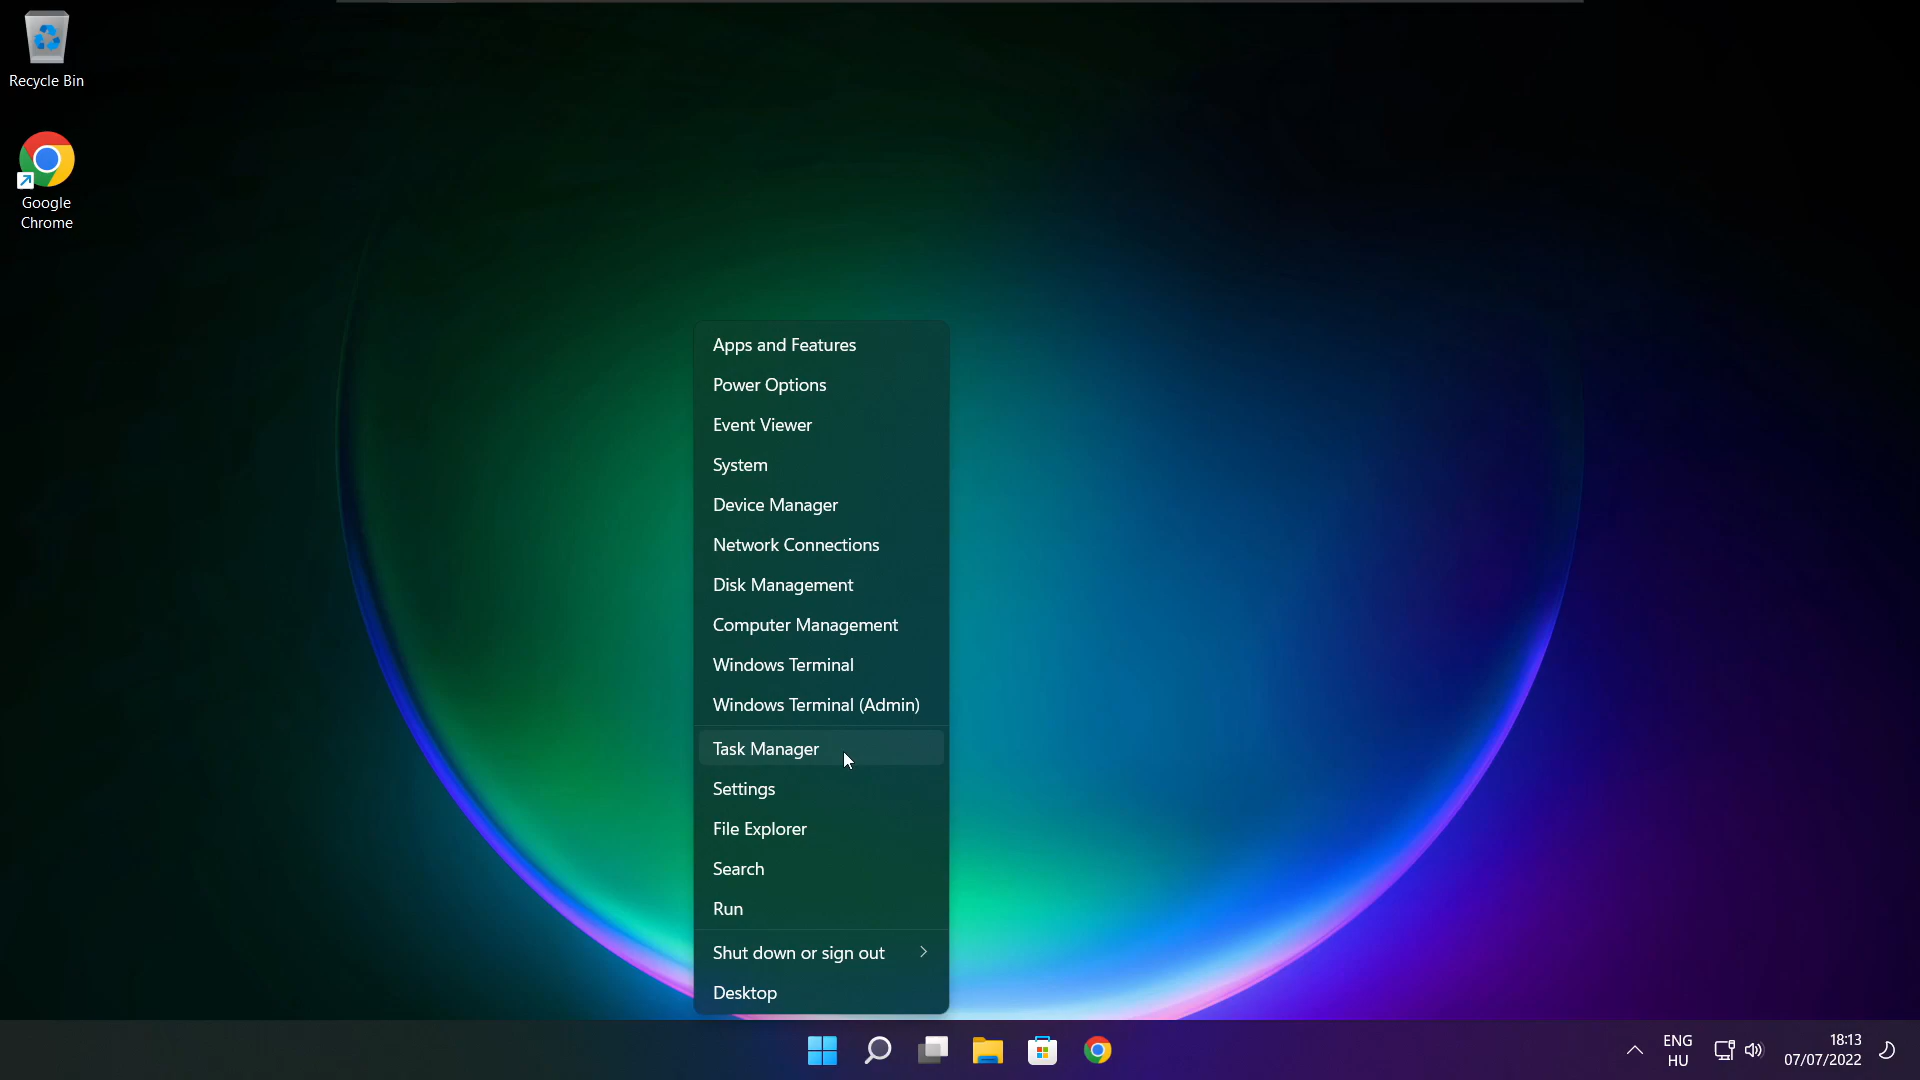 Recycle Bin
Google
Chrome
Apps and Features
Power Options
Event Viewer
System
Device Manager
Network Connections
Disk Management
Computer Management
Windows Terminal
Windows Terminal (Admin)
Task Manager
Settings
File Explorer
Search
Run
Shut down or sign out
Desktop
ENG
HU
18:13
07/07/2022